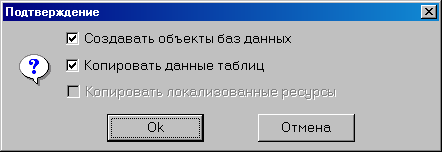 Подтверждение
Создавать объекты баз данных
Копировать данные таблиц
Копировать локализованные ресурсы
Ok
Отмена